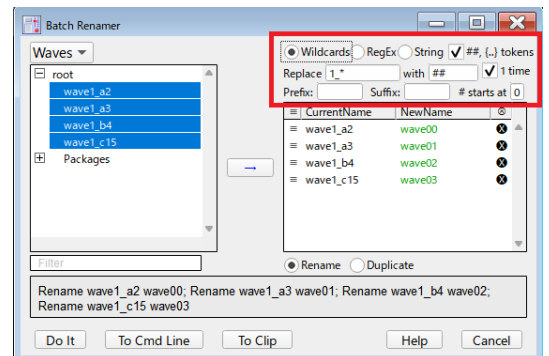 Batch Renamer
Waves
Wildcards RegEx String ##, {..} tokens
Replace 1_* with ## 1 time
Prefix: Suffix: # starts at 0
root
wave1_a2
wave1_a3
wave1_b4
wave1_c15
Packages
→
CurrentName NewName
wave1_a2 wave00
wave1_a3 wave01
wave1_b4 wave02
wave1_c15 wave03
Filter
Rename Duplicate
Rename wave1_a2 wave00; Rename wave1_a3 wave01; Rename wave1_b4 wave02;
Rename wave1_c15 wave03
Do It To Cmd Line To Clip Help Cancel